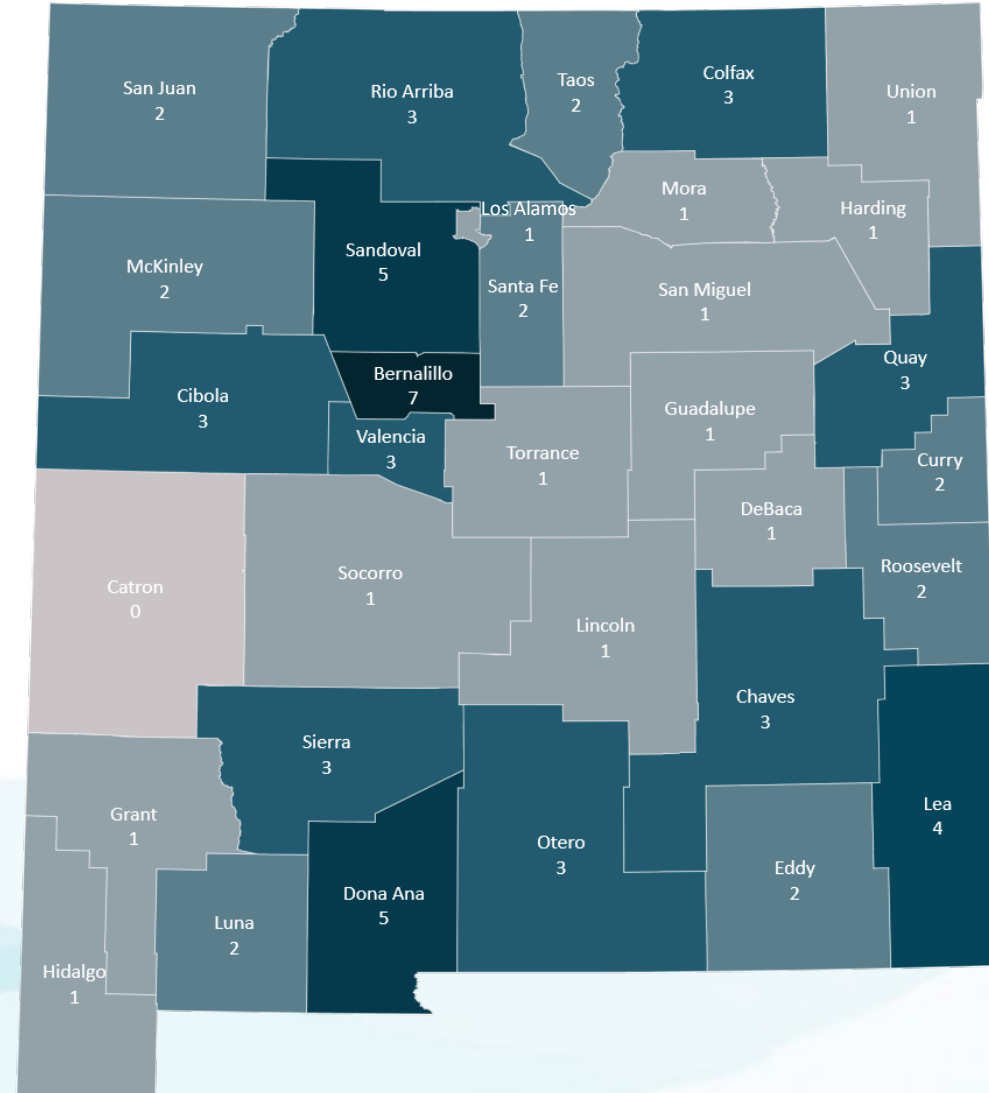 San Juan
2
Rio Arriba
3
Taos
2
Colfax
3
Union
1
Mora
1
Harding
1
Los Alamos
1
Sandoval
5
McKinley
2
Santa Fe
2
San Miguel
1
Quay
3
Bernalillo
7
Cibola
3
Valencia
3
Guadalupe
1
Torrance
1
Curry
2
DeBaca
1
Roosevelt
2
Catron
0
Socorro
1
Lincoln
1
Chaves
3
Sierra
3
Grant
1
Lea
4
Otero
3
Eddy
2
Dona Ana
5
Luna
2
Hidalgo
1